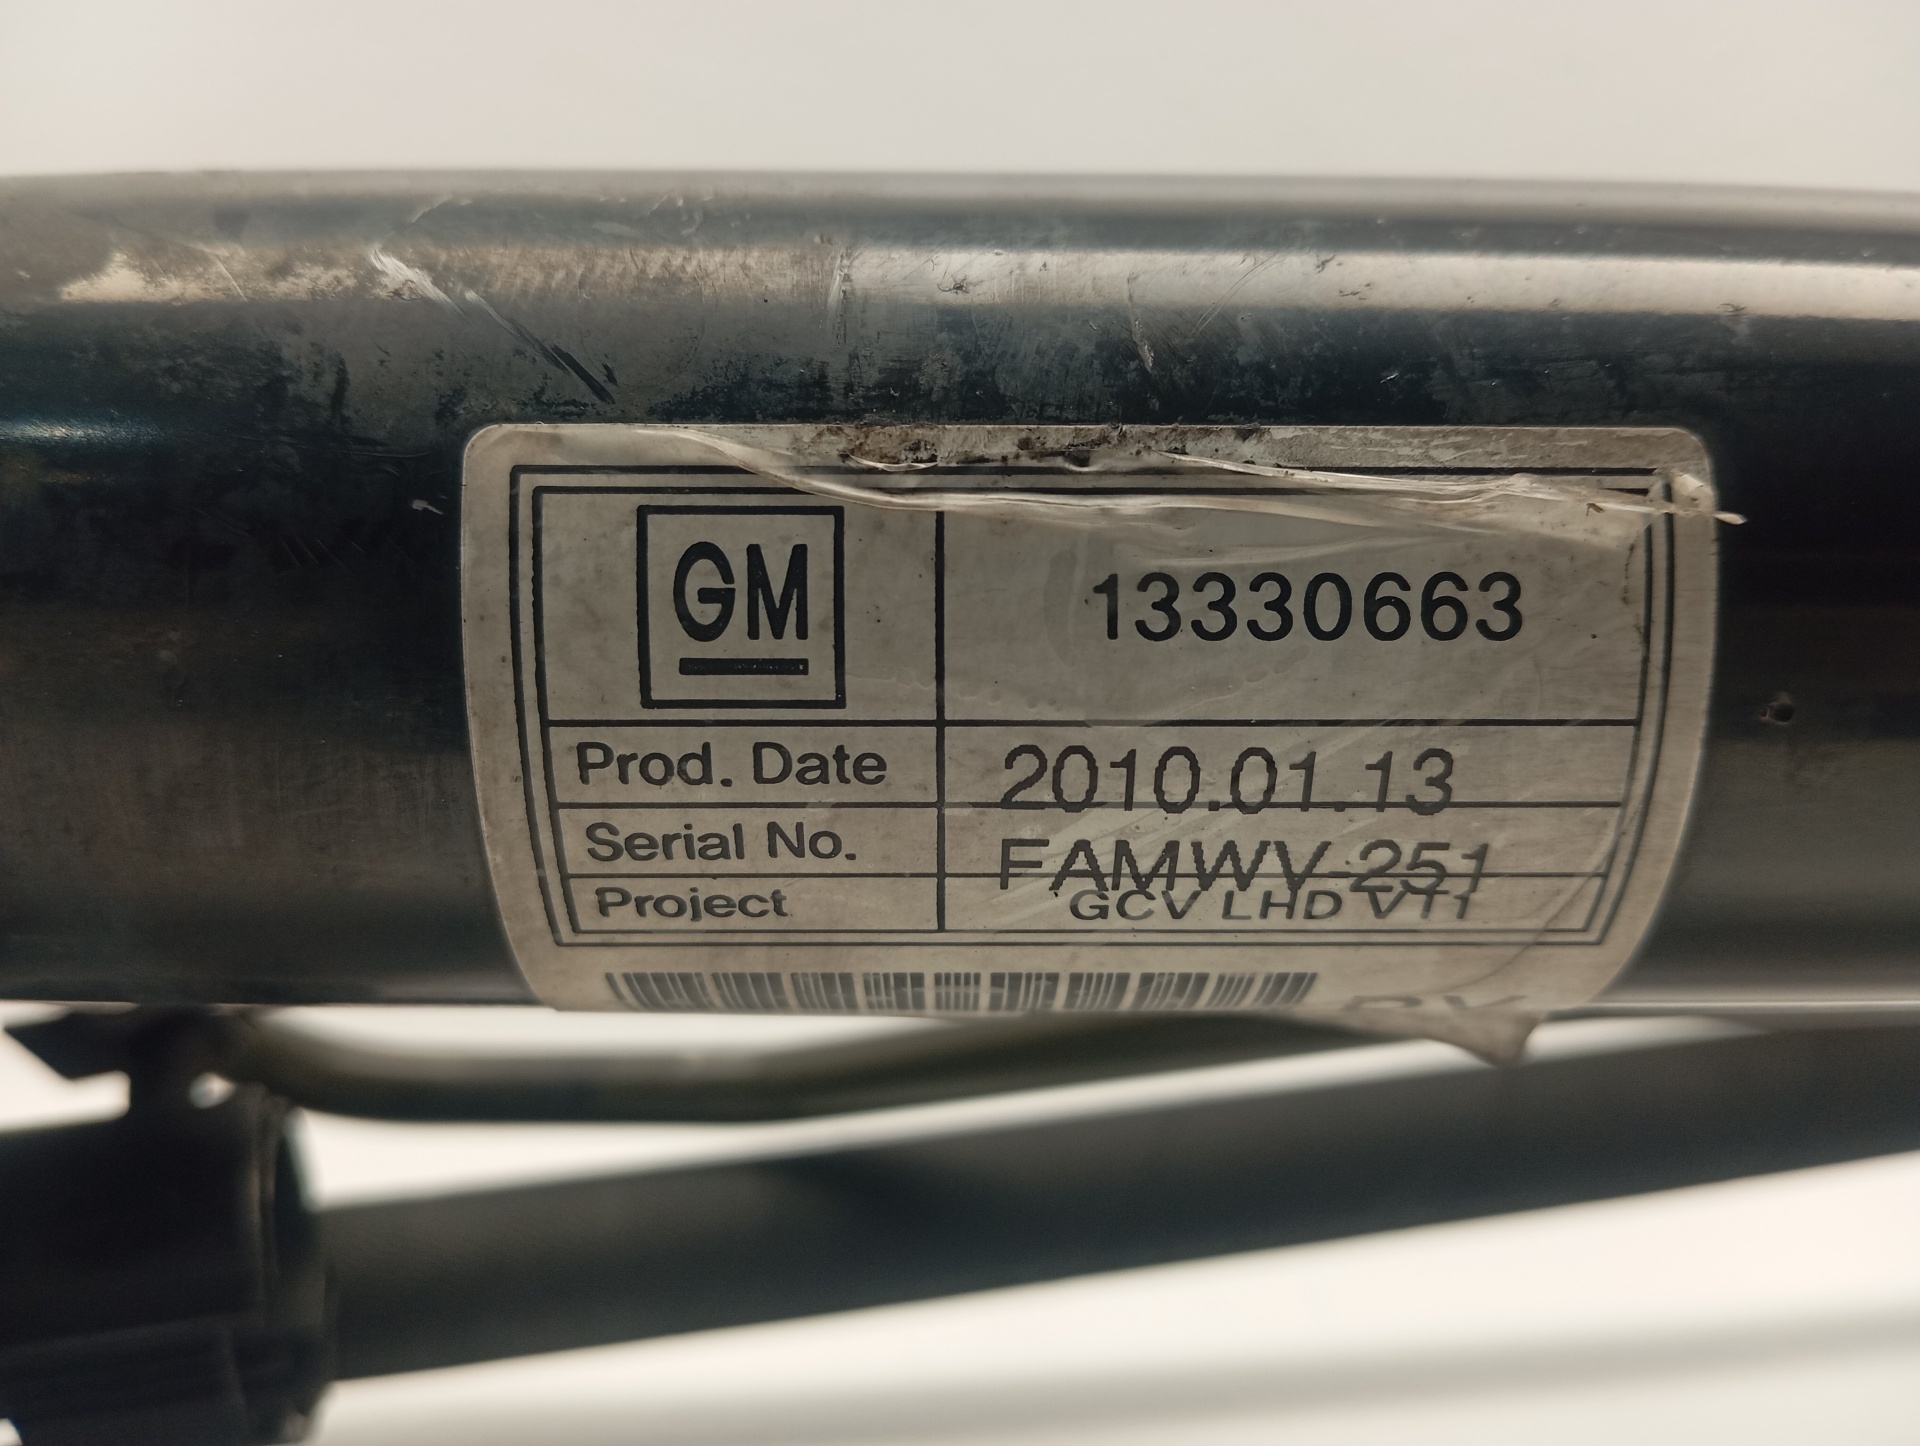 GM
13330663
Prod. Date 2010.01.13
Serial No. FAMWV-251
Project GCV LHD VT1